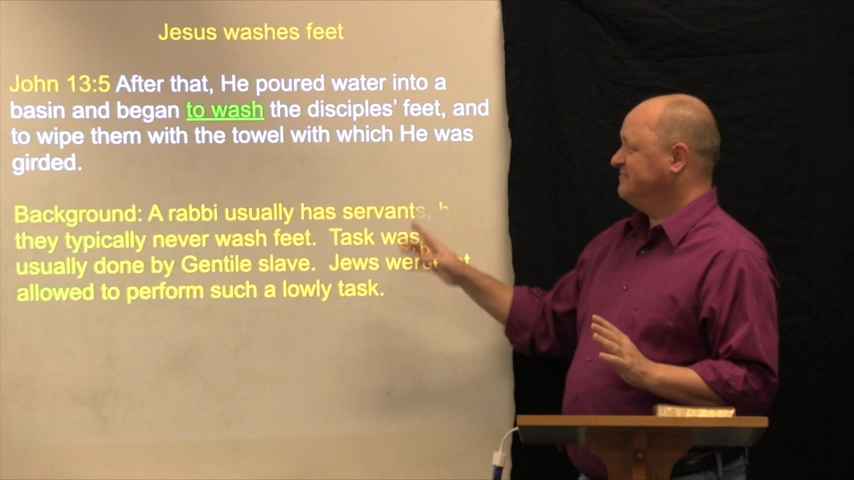 Jesus washes feet
John 13:5 After that, He poured water into a
basin and began to wash the disciples' feet, and
to wipe them with the towel with which He was
girded.
Background: A rabbi usually has servants,
they typically never wash feet. Task was
usually done by Gentile slave. Jews were
allowed to perform such a lowly task.